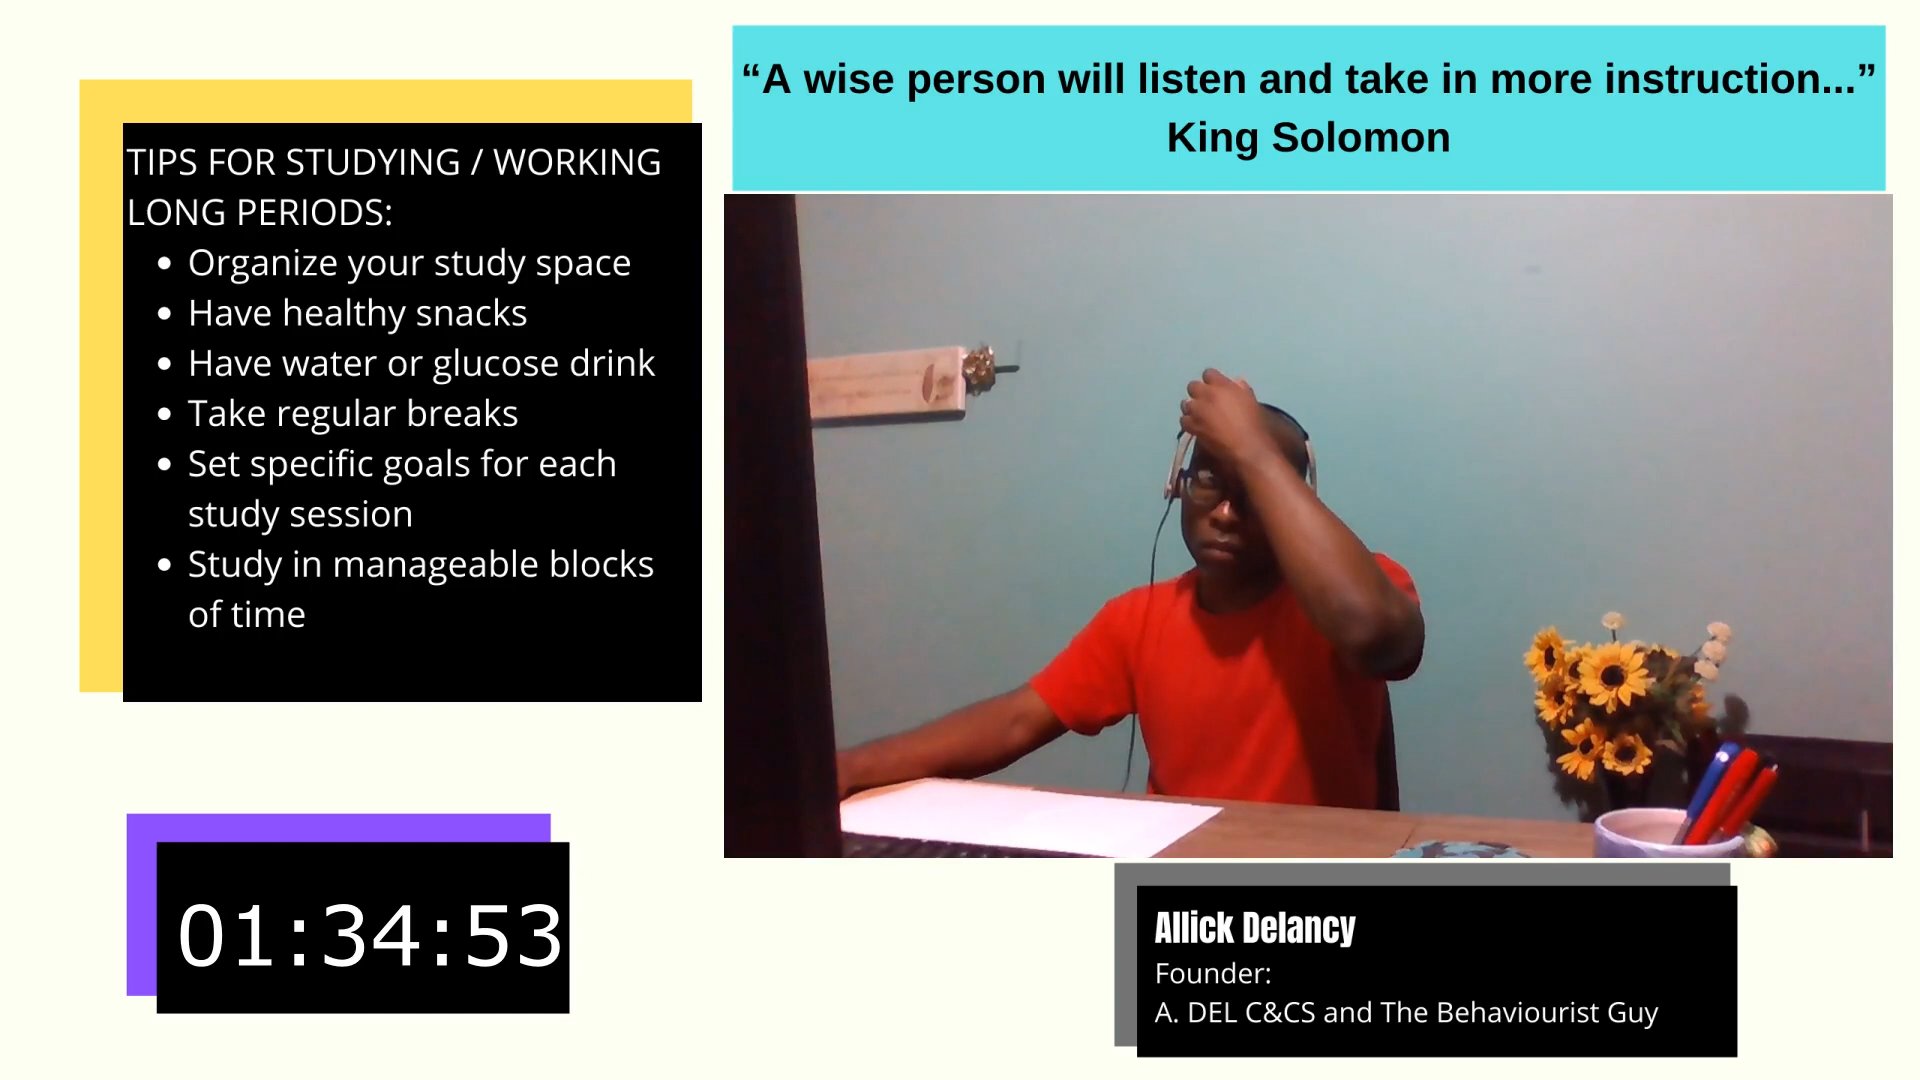 “A wise person will listen and take in more instruction...”
King Solomon
TIPS FOR STUDYING / WORKING
LONG PERIODS:
• Organize your study space
• Have healthy snacks
• Have water or glucose drink
• Take regular breaks
• Set specific goals for each
study session
• Study in manageable blocks
of time
01:34:53
Allick Delancy
Founder:
A. DEL C&CS and The Behaviourist Guy